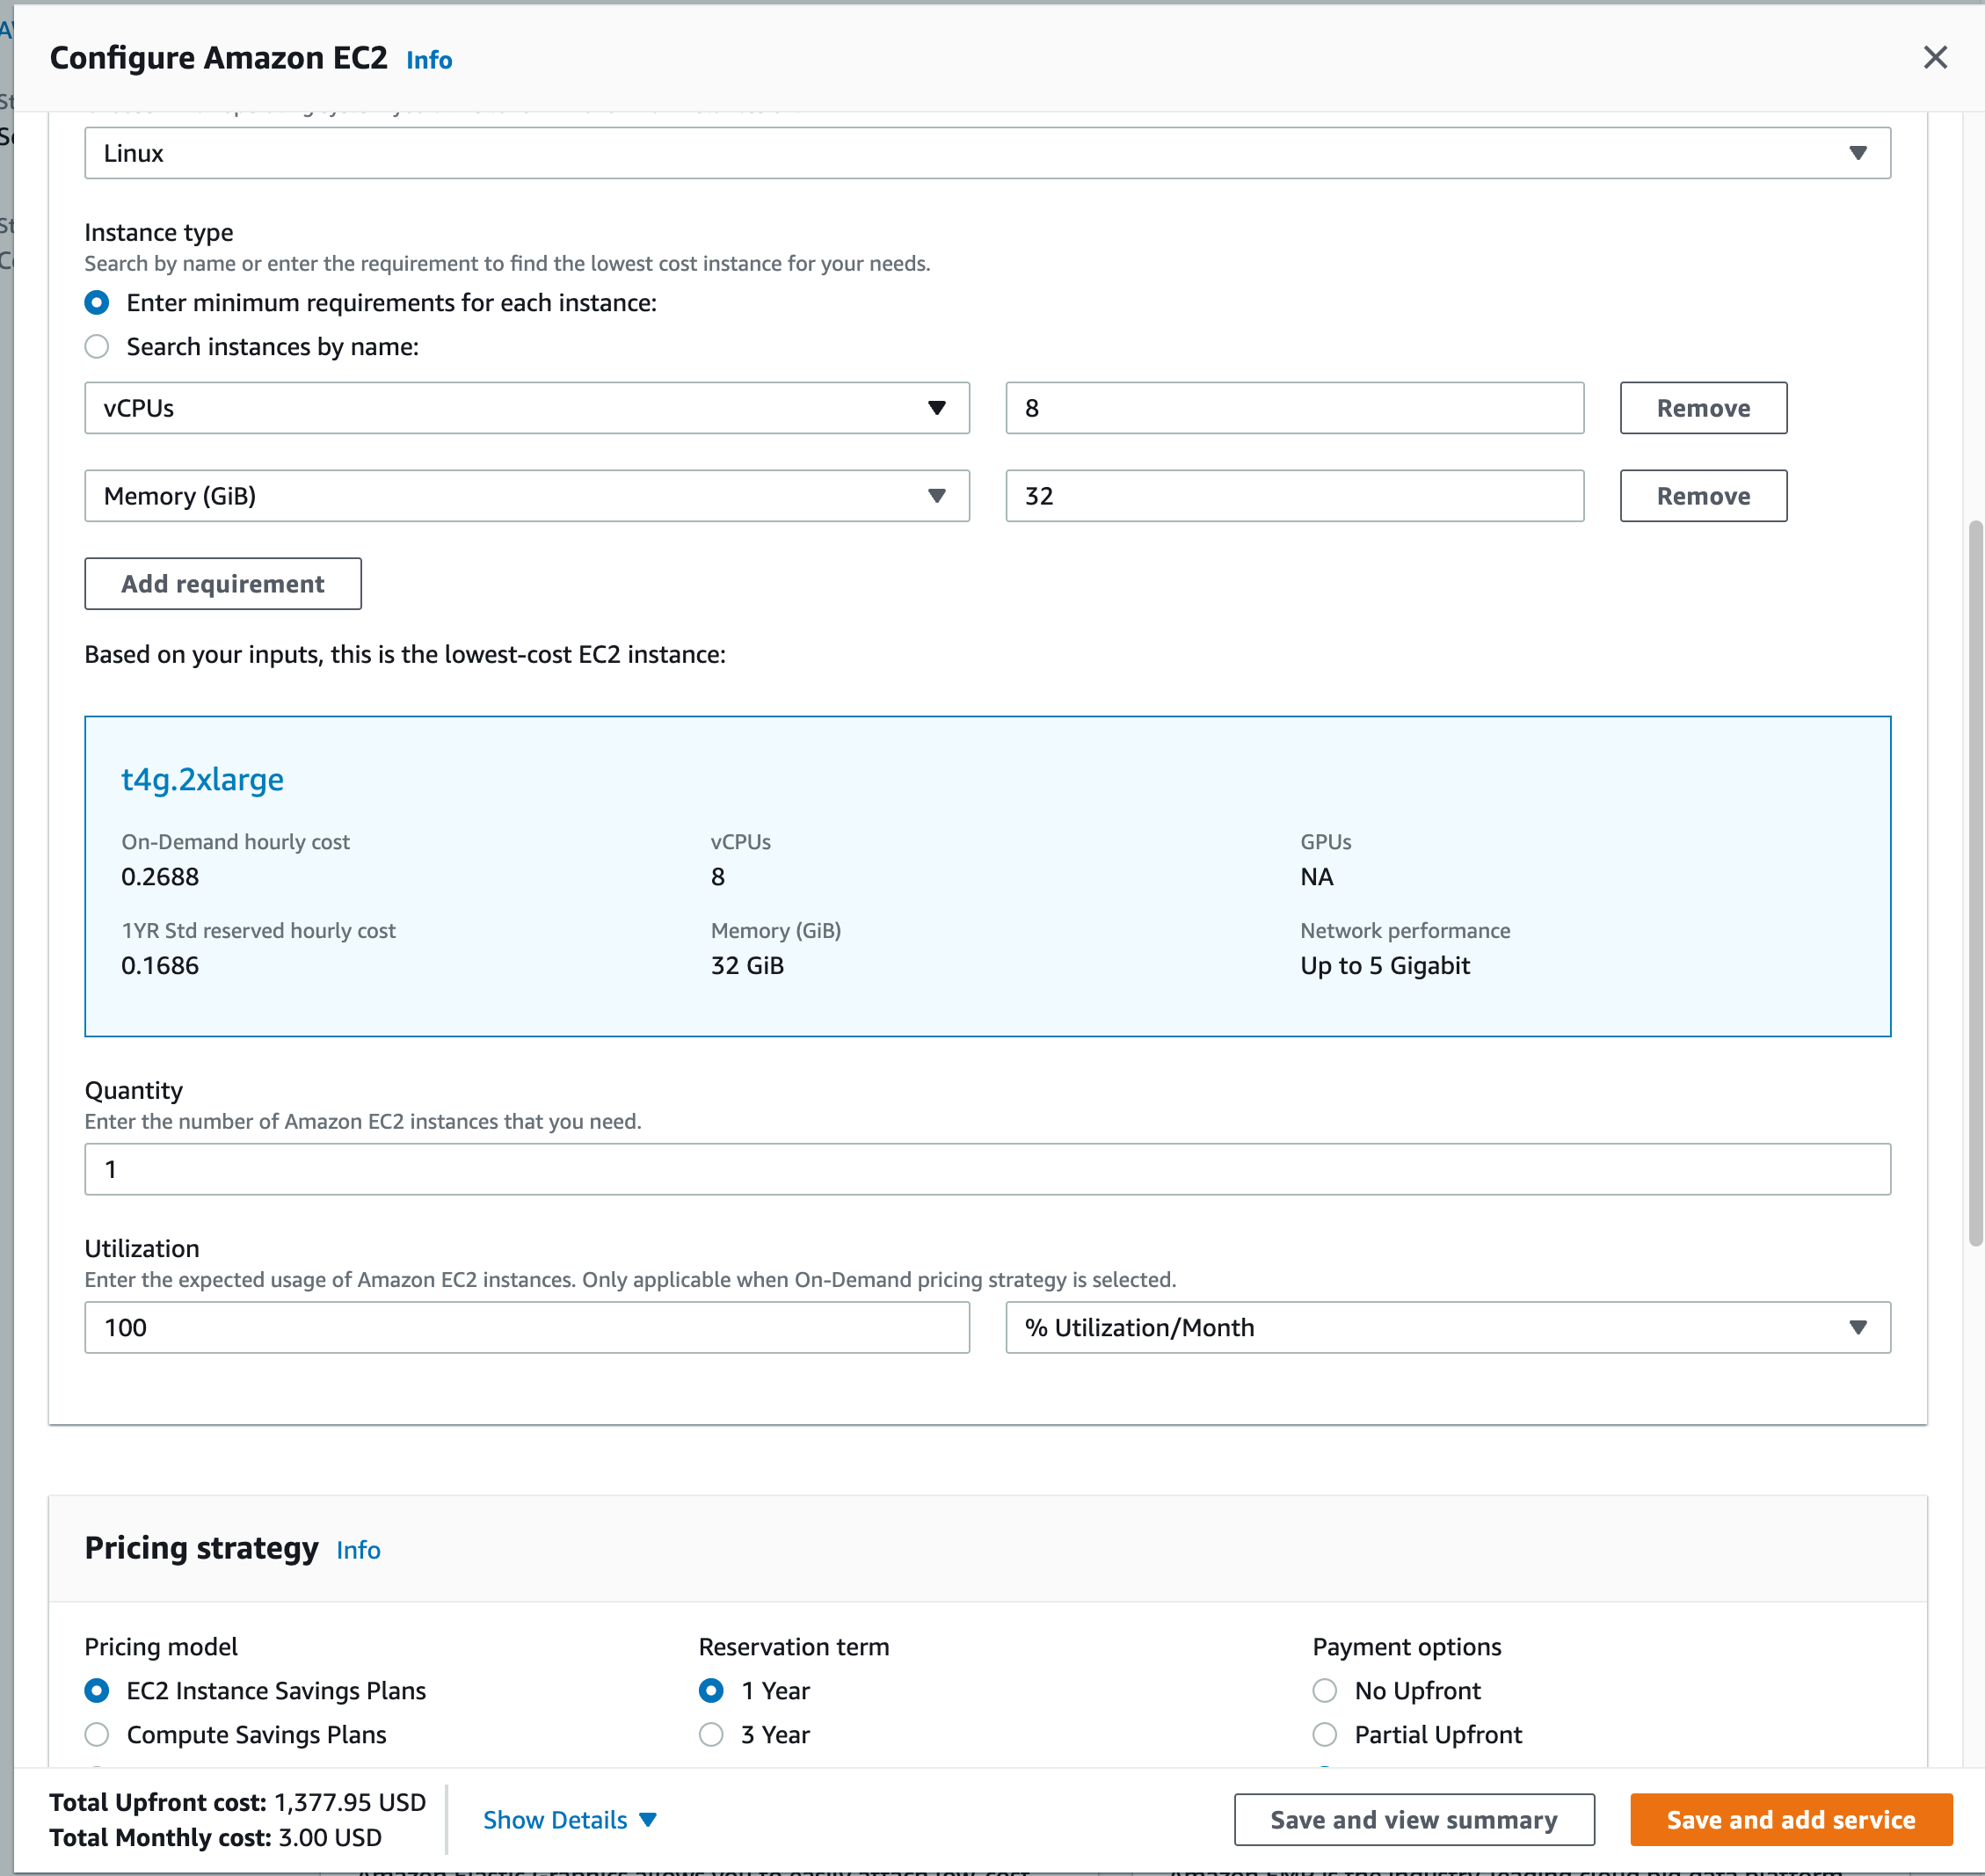 Configure Amazon EC2 Info
Linux
Instance type
Search by name or enter the requirement to find the lowest cost instance for your needs.
Enter minimum requirements for each instance:
Search instances by name:
vCPUs 8 Remove
Memory (GiB) 32 Remove
Add requirement
Based on your inputs, this is the lowest-cost EC2 instance:
t4g.2xlarge
On-Demand hourly cost vCPUs GPUs
0.2688 8 NA
1YR Std reserved hourly cost Memory (GiB) Network performance
0.1686 32 GiB Up to 5 Gigabit
Quantity
Enter the number of Amazon EC2 instances that you need.
1
Utilization
Enter the expected usage of Amazon EC2 instances. Only applicable when On-Demand pricing strategy is selected.
100 % Utilization/Month
Pricing strategy Info
Pricing model Reservation term Payment options
EC2 Instance Savings Plans 1 Year No Upfront
Compute Savings Plans 3 Year Partial Upfront
Total Upfront cost: 1,377.95 USD
Total Monthly cost: 3.00 USD
Show Details
Save and view summary
Save and add service